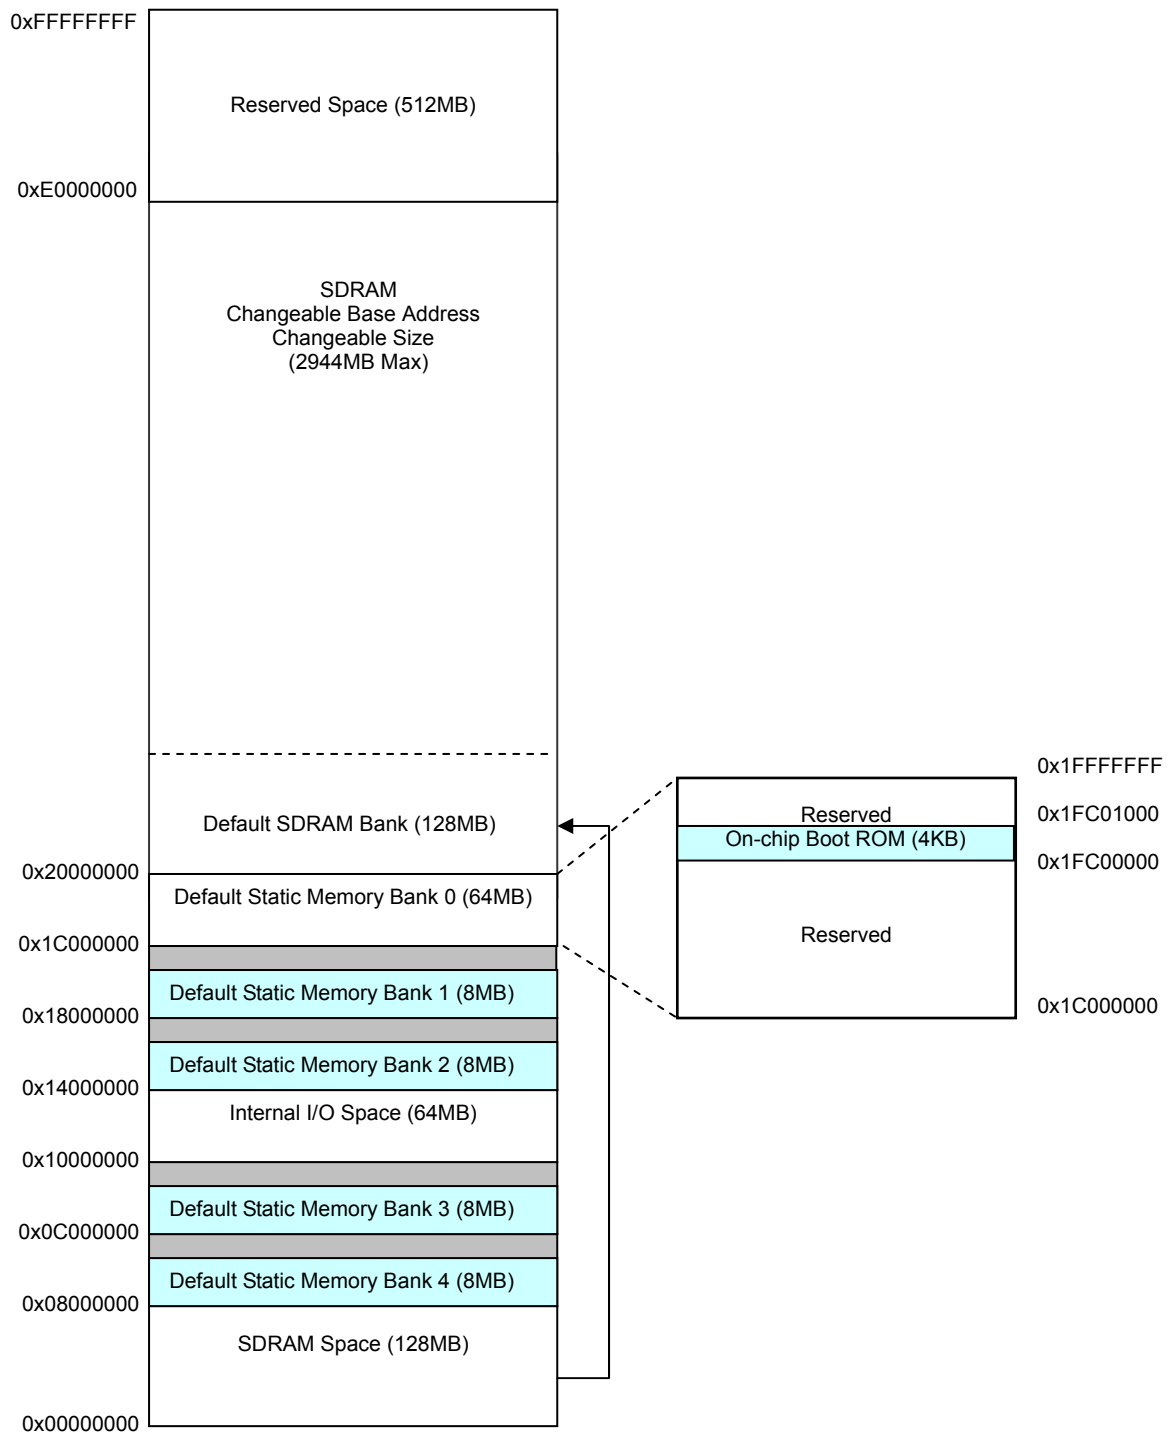 0xFFFFFFFF
Reserved Space (512MB)
0xE0000000
SDRAM
Changeable Base Address
Changeable Size
(2944MB Max)
Default SDRAM Bank (128MB)
0x20000000
Default Static Memory Bank 0 (64MB)
0x1C000000
Default Static Memory Bank 1 (8MB)
0x18000000
Default Static Memory Bank 2 (8MB)
0x14000000
Internal I/O Space (64MB)
0x10000000
Default Static Memory Bank 3 (8MB)
0x0C000000
Default Static Memory Bank 4 (8MB)
0x08000000
SDRAM Space (128MB)
0x00000000
0x1FFFFFFF
Reserved
0x1FC01000
On-chip Boot ROM (4KB)
0x1FC00000
Reserved
0x1C000000